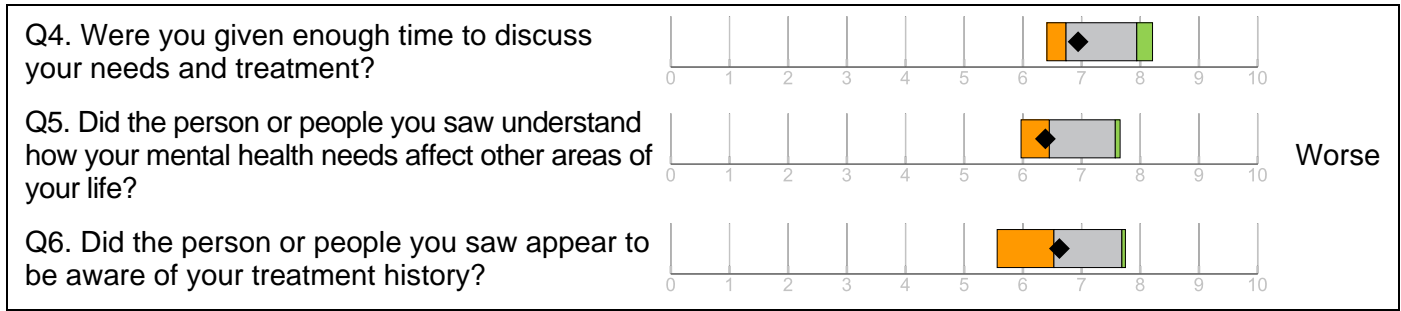 Q4. Were you given enough time to discuss
your needs and treatment?
0 1 2 3 4 5 6 7 8 9 10
Q5. Did the person or people you saw understand
how your mental health needs affect other areas of
your life?
0 1 2 3 4 5 6 7 8 9 10
Worse
Q6. Did the person or people you saw appear to
be aware of your treatment history?
0 1 2 3 4 5 6 7 8 9 10